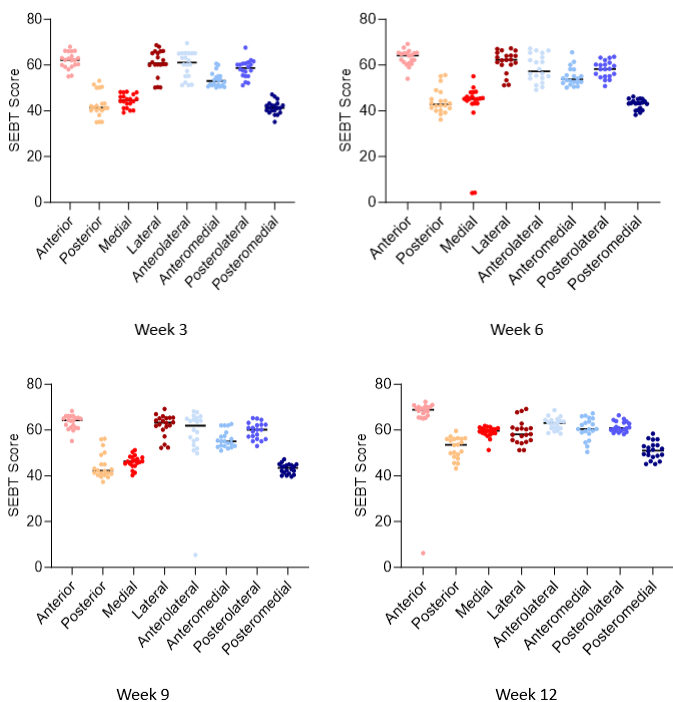 80
60
40
20
0
SEBT Score
Anterior
Posterior
Medial
Lateral
Anterolateral
Anteromedial
Posterolateral
Posteromedial
Week 3
80
60
40
20
0
SEBT Score
Anterior
Posterior
Medial
Lateral
Anterolateral
Anteromedial
Posterolateral
Posteromedial
Week 6
80
60
40
20
0
SEBT Score
Anterior
Posterior
Medial
Lateral
Anterolateral
Anteromedial
Posterolateral
Posteromedial
Week 9
80
60
40
20
0
SEBT Score
Anterior
Posterior
Medial
Lateral
Anterolateral
Anteromedial
Posterolateral
Posteromedial
Week 12